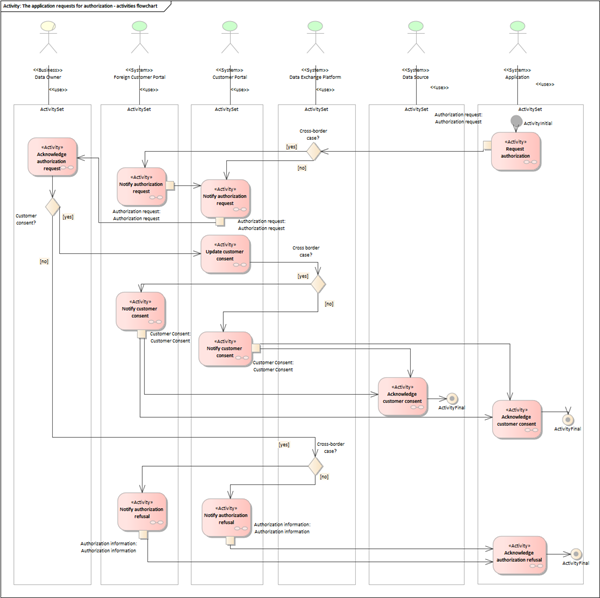 Activity: The application requests for authorization - activities flowchart
<<Business>>
Data Owner
<<System>>
Foreign Customer Portal
<<System>>
Customer Portal
<<System>>
Data Exchange Platform
<<System>>
Data Source
<<System>>
Application
<<use>>
<<use>>
<<use>>
<<use>>
<<use>>
<<use>>
ActivitySet
ActivitySet
ActivitySet
ActivitySet
ActivitySet
ActivitySet
Authorization request:
Authorization request
ActivityInitial
«Activity»
Request
authorization
Cross-border
case?
[yes]
[no]
«Activity»
Acknowledge
authorization
request
«Activity»
Notify authorization
request
«Activity»
Notify authorization
request
Authorization request:
Authorization request
Authorization request:
Authorization request
Customer
consent?
[yes]
[no]
«Activity»
Update customer
consent
Cross border
case?
[yes]
[no]
«Activity»
Notify customer
consent
Customer Consent:
Customer Consent
«Activity»
Notify customer
consent
Customer Consent:
Customer Consent
«Activity»
Acknowledge
customer consent
ActivityFinal
«Activity»
Acknowledge
customer consent
ActivityFinal
[yes]
Cross-border
case?
[no]
«Activity»
Notify authorization
refusal
«Activity»
Notify authorization
refusal
Authorization information:
Authorization information
Authorization information:
Authorization information
«Activity»
Acknowledge
authorization refusal
ActivityFinal